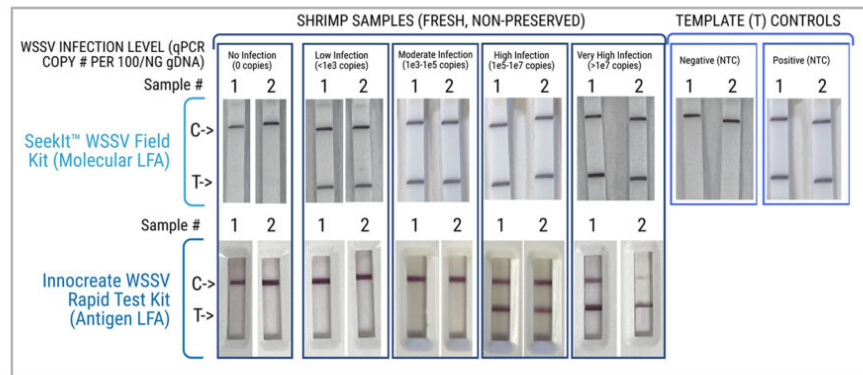 SHRIMP SAMPLES (FRESH, NON-PRESERVED)
TEMPLATE (T) CONTROLS
WSSV INFECTION LEVEL (qPCR
COPY # PER 100/NG gDNA)
No Infection
(0 copies)
Low Infection
(<1e3 copies)
Moderate Infection
(1e3-1e5 copies)
High Infection
(1e5-1e7 copies)
Very High Infection
(>1e7 copies)
Negative (NTC)
Positive (NTC)
Sample # 1 2 1 2 1 2 1 2 1 2 1 2 1 2
SeekIt™ WSSV Field
Kit (Molecular LFA)
C->
T->
Sample # 1 2 1 2 1 2 1 2 1 2
Innocreate WSSV
Rapid Test Kit
(Antigen LFA)
C->
T->